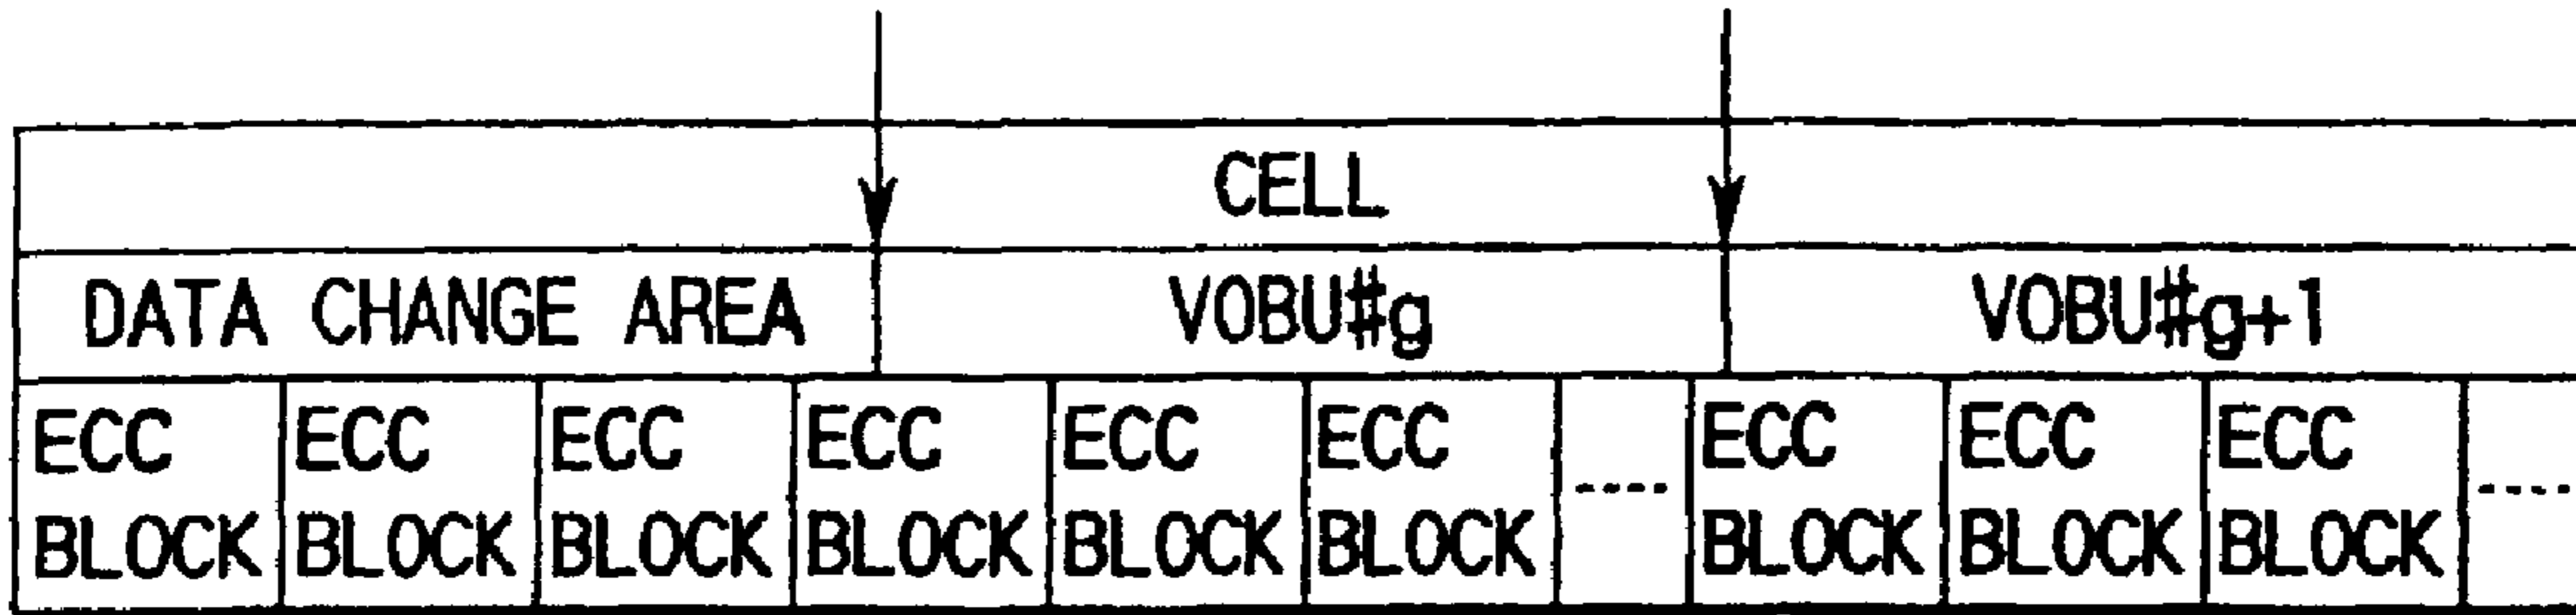 CELL
DATA CHANGE AREA VOBU#g VOBU#g+1
ECC ECC ECC ECC ECC ECC ---- ECC ECC ECC ----
BLOCK BLOCK BLOCK BLOCK BLOCK BLOCK BLOCK BLOCK BLOCK